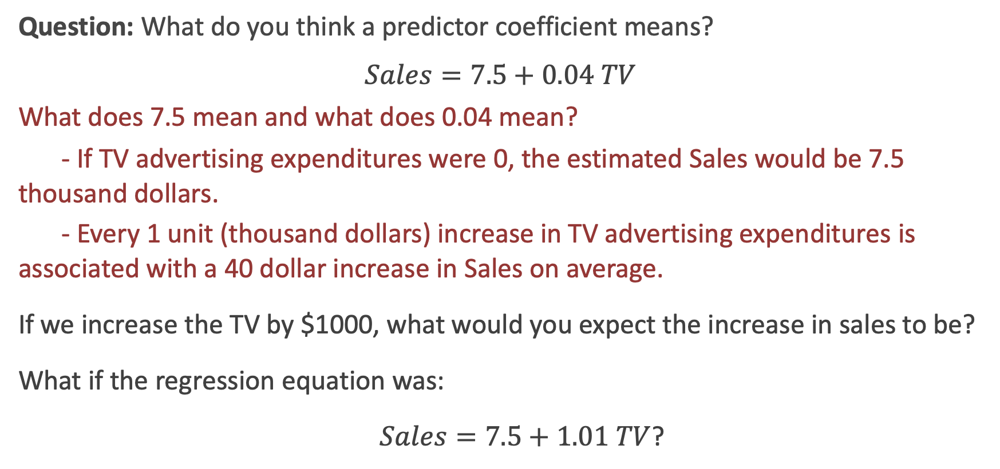 Question: What do you think a predictor coefficient means?
Sales = 7.5 + 0.04 TV
What does 7.5 mean and what does 0.04 mean?
- If TV advertising expenditures were 0, the estimated Sales would be 7.5
thousand dollars.
- Every 1 unit (thousand dollars) increase in TV advertising expenditures is
associated with a 40 dollar increase in Sales on average.
If we increase the TV by $1000, what would you expect the increase in sales to be?
What if the regression equation was:
Sales = 7.5 + 1.01 TV?